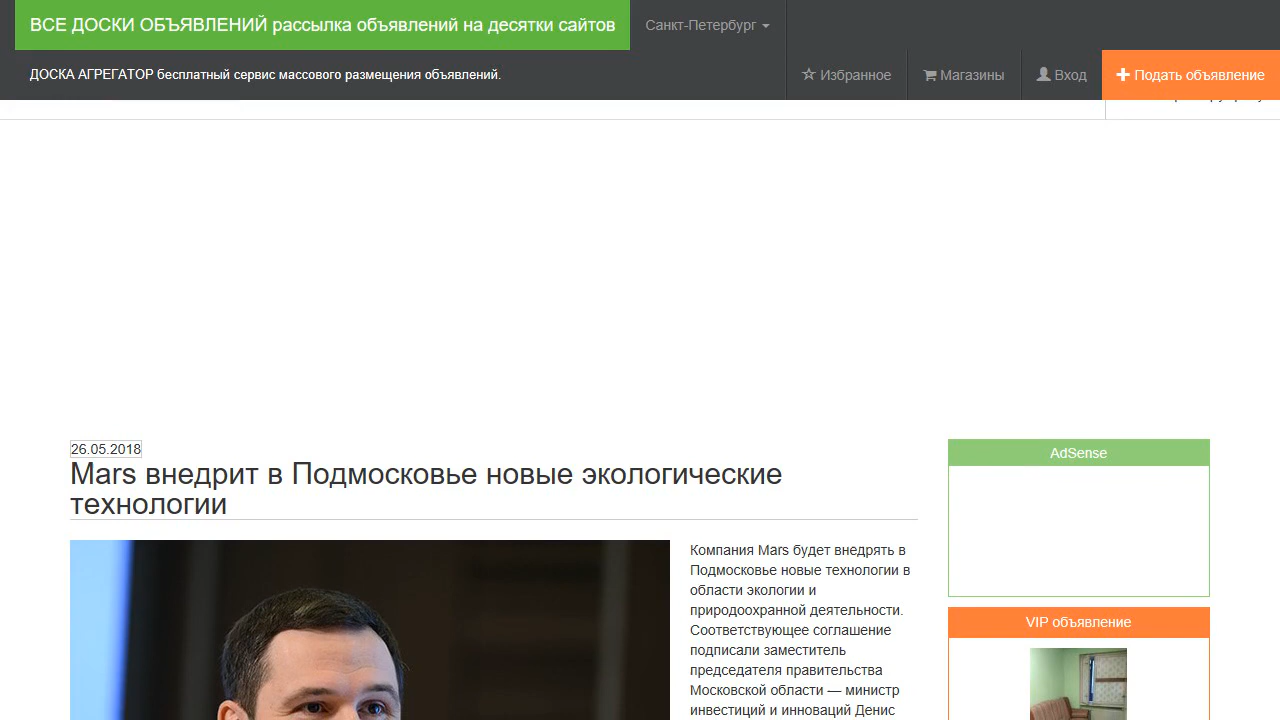 ВСЕ ДОСКИ ОБЪЯВЛЕНИЙ рассылка объявлений на десятки сайтов
Санкт-Петербург
ДОСКА АГРЕГАТОР бесплатный сервис массового размещения объявлений.
Избранное
Магазины
Вход
Подать объявление
26.05.2018
Mars внедрит в Подмосковье новые экологические
технологии
Компания Mars будет внедрять в
Подмосковье новые технологии в
области экологии и
природоохранной деятельности.
Соответствующее соглашение
подписали заместитель
председателя правительства
Московской области — министр
инвестиций и инноваций Денис
AdSense
VIP объявление